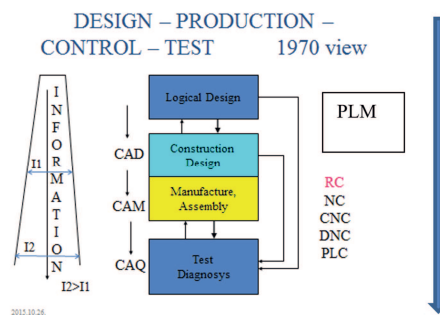 DESIGN – PRODUCTION –
CONTROL – TEST 1970 view
INFORMATION
I1
I2
I2>I1
CAD
CAM
CAQ
Logical Design
Construction
Design
Manufacture,
Assembly
Test
Diagnosys
PLM
RC
NC
CNC
DNC
PLC
2015.10.26.